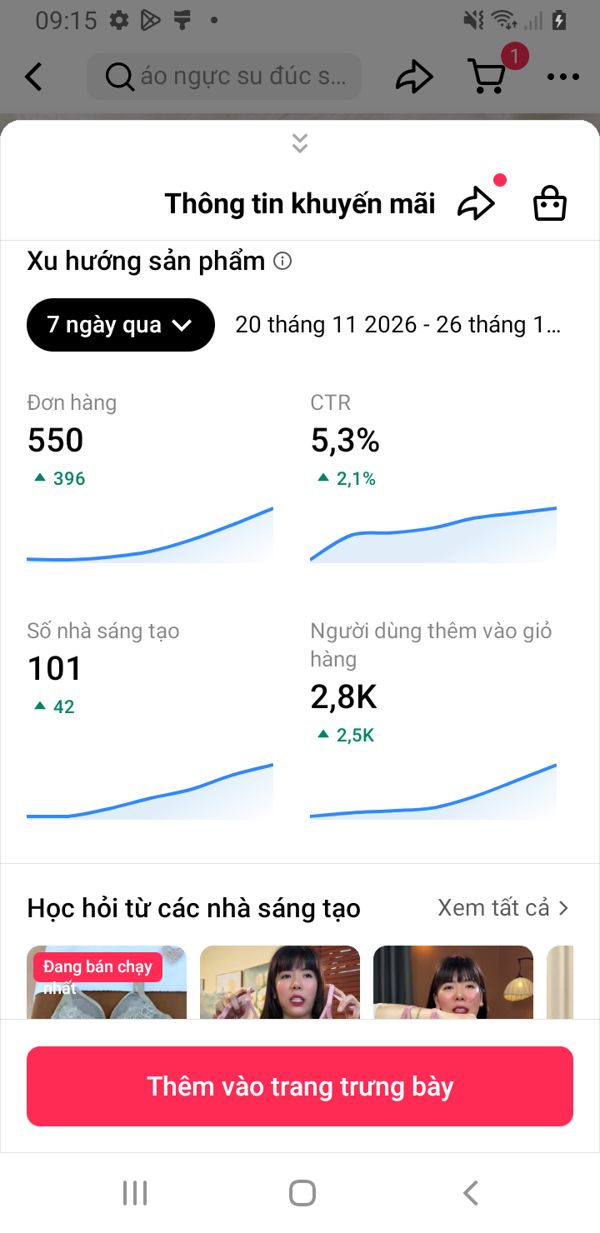 09:15
áo ngực su đúc s...
1
Thông tin khuyến mãi
Xu hướng sản phẩm
7 ngày qua
20 tháng 11 2026 - 26 tháng 1...
Đơn hàng
550
396
CTR
5,3%
2,1%
Số nhà sáng tạo
101
42
Người dùng thêm vào giỏ
hàng
2,8K
2,5K
Học hỏi từ các nhà sáng tạo
Xem tất cả
Đang bán chạy
nhất
Thêm vào trang trưng bày